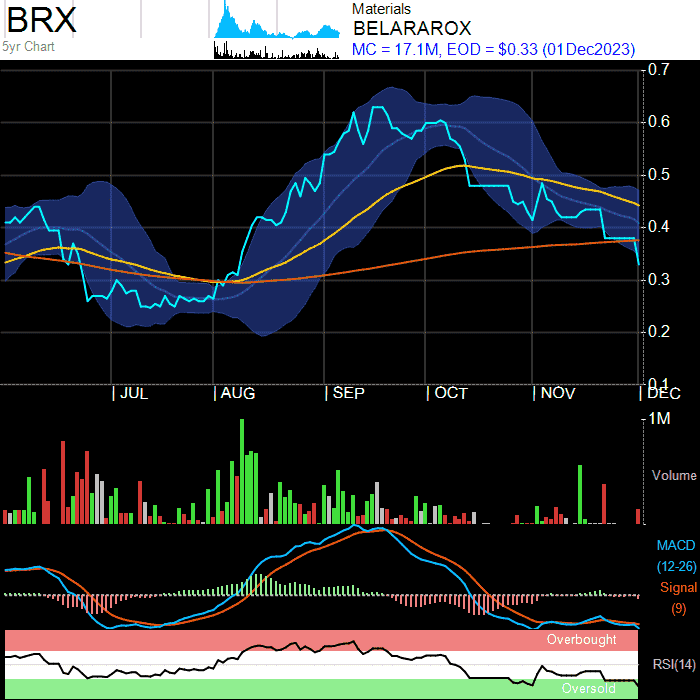 BRX
5yr Chart
Materials
BELARAROX
MC = 17.1M, EOD = $0.33 (01Dec2023)
0.7
0.6
0.5
0.4
0.3
0.2
0.1
JUL AUG SEP OCT NOV DEC
1M
Volume
MACD
(12-26)
Signal
(9)
Overbought
RSI(14)
Oversold